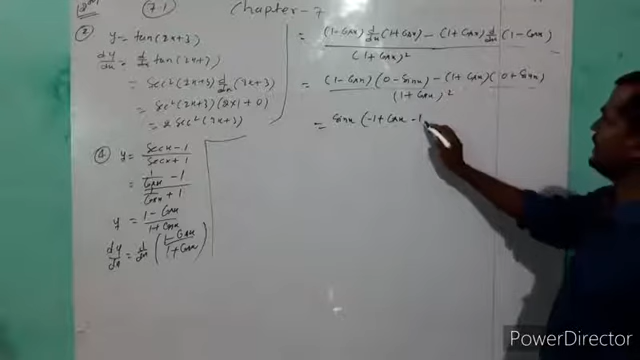 7.1
Chapter-7
② y = tan(2x+3)
dy/dx = d/dx tan(2x+3)
= Sec²(2x+3) d/dx (2x+3)
= Sec²(2x+3)(2x1+0)
= 2 Sec²(2x+3)
④ y = (Secx-1)/(Secx+1)
= (1/Cosx -1)/(1/Cosx +1)
y = (1-Cosx)/(1+Cosx)
dy/dx = d/dx ((1-Cosx)/(1+Cosx))
= ((1-Cosx) d/dx (1+Cosx) - (1+Cosx) d/dx (1-Cosx))/(1+Cosx)²
= ((1-Cosx)(0-Sinx) - (1+Cosx)(0+Sinx))/(1+Cosx)²
= Sinx (-1+Cosx -1
POWERED BY
PowerDirector